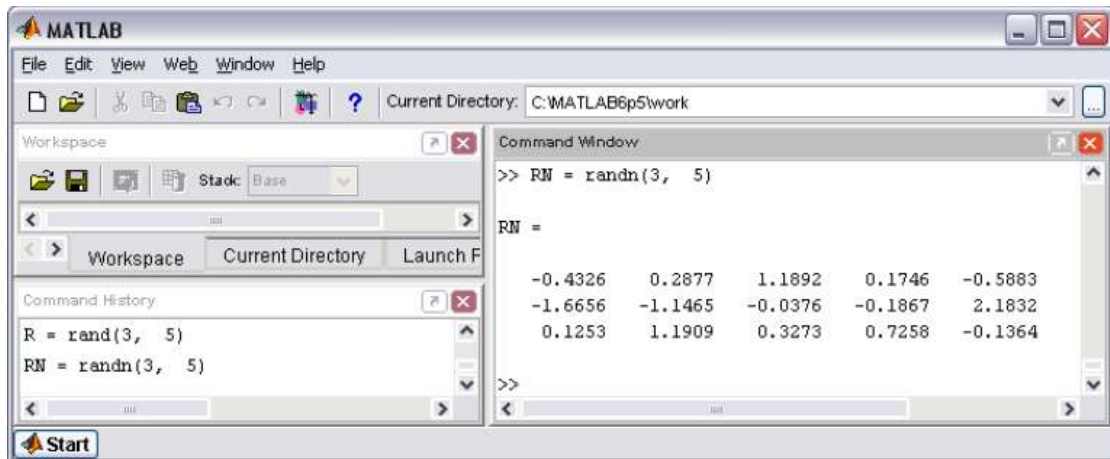 MATLAB
File Edit View Web Window Help
? Current Directory: C:\MATLAB6p5\work ...
Workspace
Stack: Base
Workspace Current Directory Launch F
Command History
R = rand(3, 5)
RN = randn(3, 5)
Command Window
>> RN = randn(3, 5)
RN =
-0.4326 0.2877 1.1892 0.1746 -0.5883
-1.6656 -1.1465 -0.0376 -0.1867 2.1832
0.1253 1.1909 0.3273 0.7258 -0.1364
>>
Start